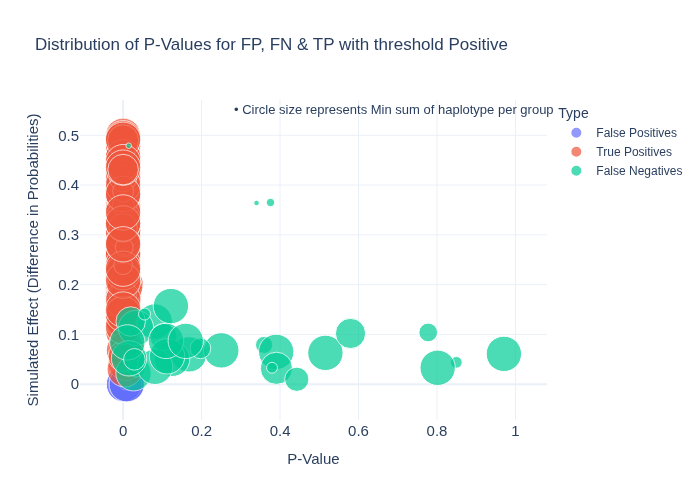 Distribution of P-Values for FP, FN & TP with threshold Positive
• Circle size represents Min sum of haplotype per group
Type
False Positives
True Positives
False Negatives
Simulated Effect (Difference in Probabilities)
0.5
0.4
0.3
0.2
0.1
0
0
0.2
0.4
0.6
0.8
1
P-Value